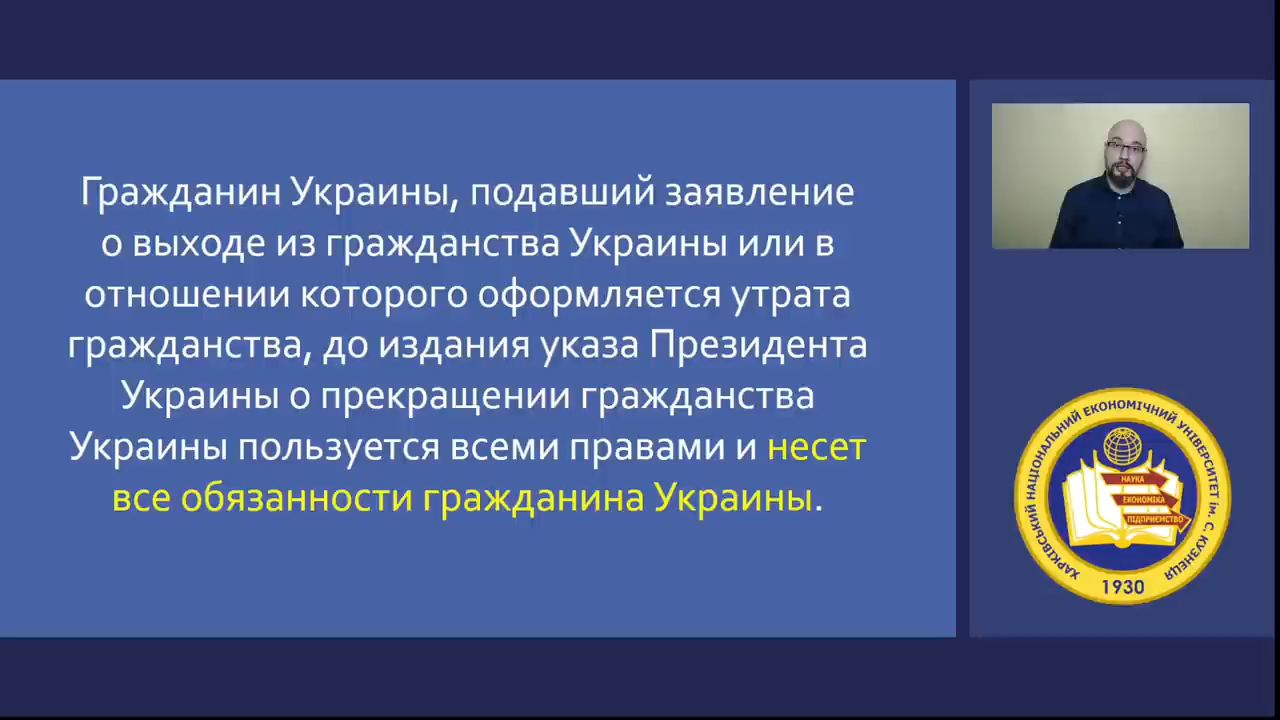 Гражданин Украины, подавший заявление
о выходе из гражданства Украины или в
отношении которого оформляется утрата
гражданства, до издания указа Президента
Украины о прекращении гражданства
Украины пользуется всеми правами и несет
все обязанности гражданина Украины.
ХАРКІВСЬКИЙ НАЦІОНАЛЬНИЙ ЕКОНОМІЧНИЙ УНІВЕРСИТЕТ ім. С. КУЗНЕЦЯ
НАУКА
ЕКОНОМІКА
ПІДПРИЄМСТВО
1930